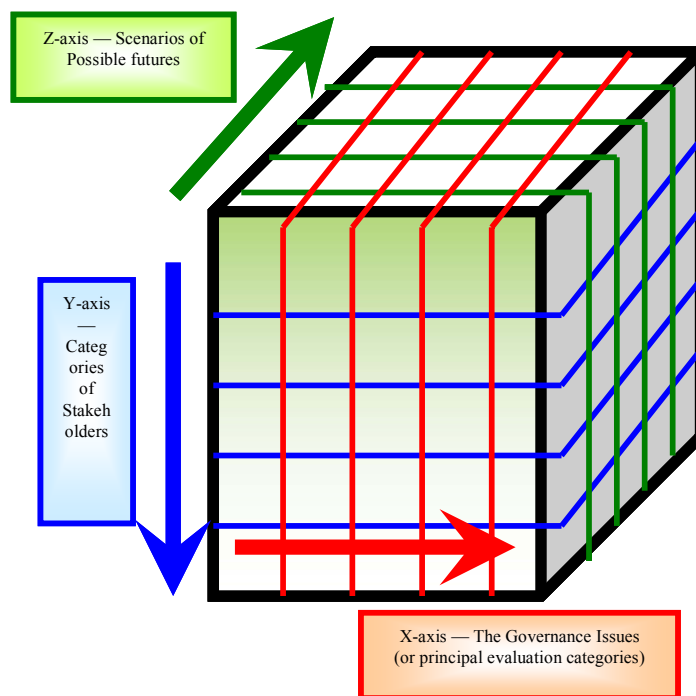 Z-axis — Scenarios of
Possible futures
Y-axis
—
Categ
ories
of
Stakeh
olders
X-axis — The Governance Issues
(or principal evaluation categories)